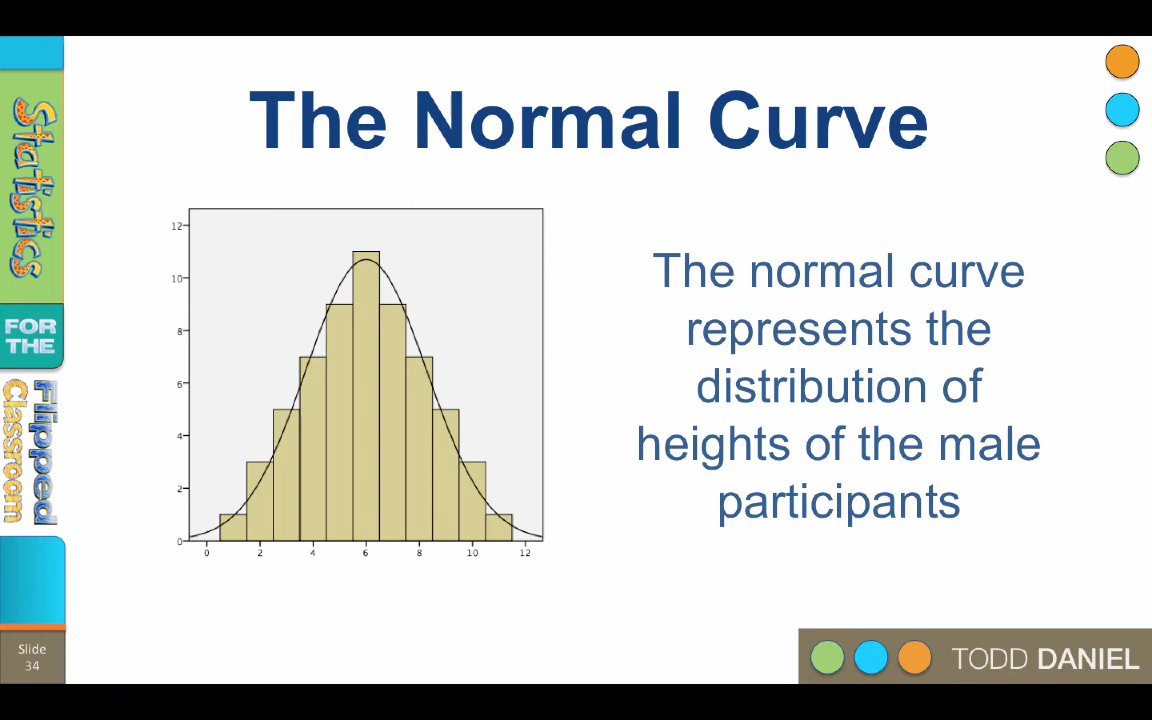 The Normal Curve
Statistics
FOR
THE
Flipped
Classroom
12
10
8
6
4
2
0
0 2 4 6 8 10 12
The normal curve
represents the
distribution of
heights of the male
participants
Slide
34
TODD DANIEL